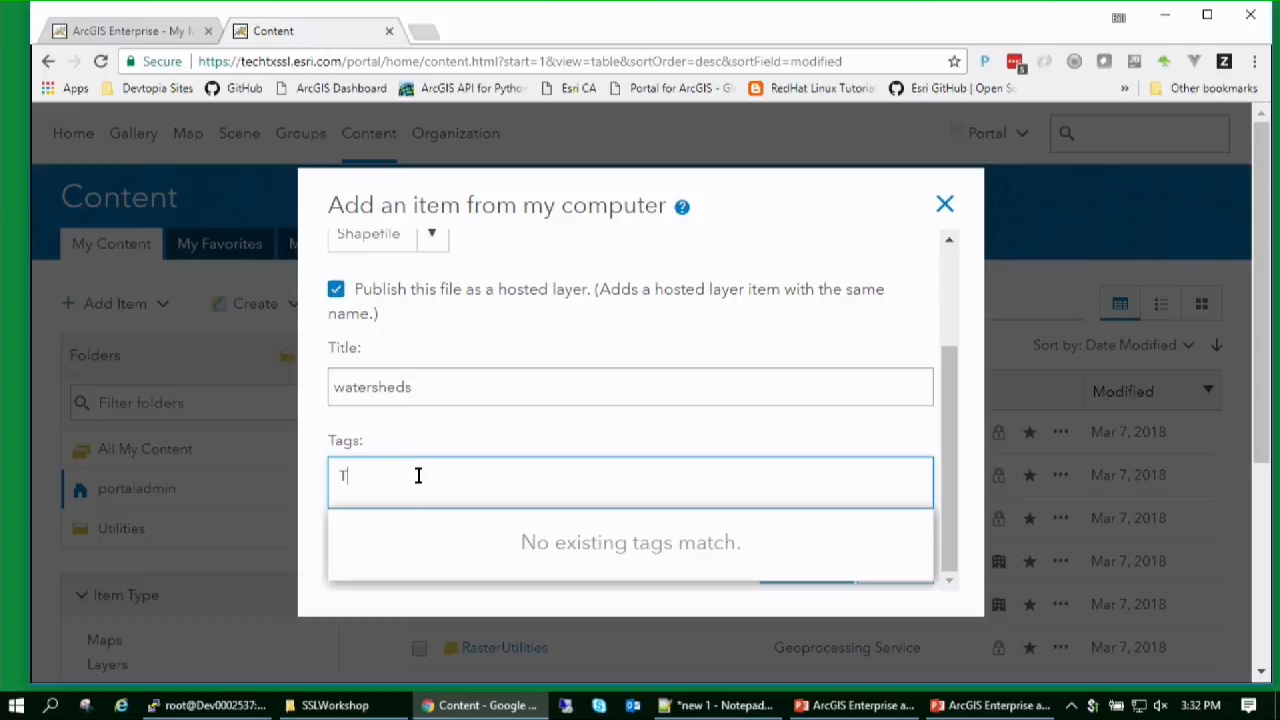 ArcGIS Enterprise - My N
Content
Secure
https://techtxssl.esri.com/portal/home/content.html?start=1&view=table&sortOrder=desc&sortField=modified
Apps
Devtopia Sites
GitHub
ArcGIS Dashboard
ArcGIS API for Python
Esri CA
Portal for ArcGIS - Gi
RedHat Linux Tutorial
Esri GitHub | Open So
»
Other bookmarks
Home
Gallery
Map
Scene
Groups
Content
Organization
Portal
Content
My Content
My Favorites
M
Add Item
Create
Folders
Filter folders
All My Content
portaladmin
Utilities
Item Type
Maps
Layers
Add an item from my computer
Shapefile
Publish this file as a hosted layer. (Adds a hosted layer item with the same
name.)
Title:
watersheds
Tags:
T
No existing tags match.
Sort by: Date Modified
Modified
Mar 7, 2018
Mar 7, 2018
Mar 7, 2018
Mar 7, 2018
Mar 7, 2018
RasterUtilities
Geoprocessing Service
Mar 7, 2018
root@Dev0002537:...
SSLWorkshop
Content - Google ...
*new 1 - Notepad...
ArcGIS Enterprise a...
ArcGIS Enterprise a...
3:32 PM